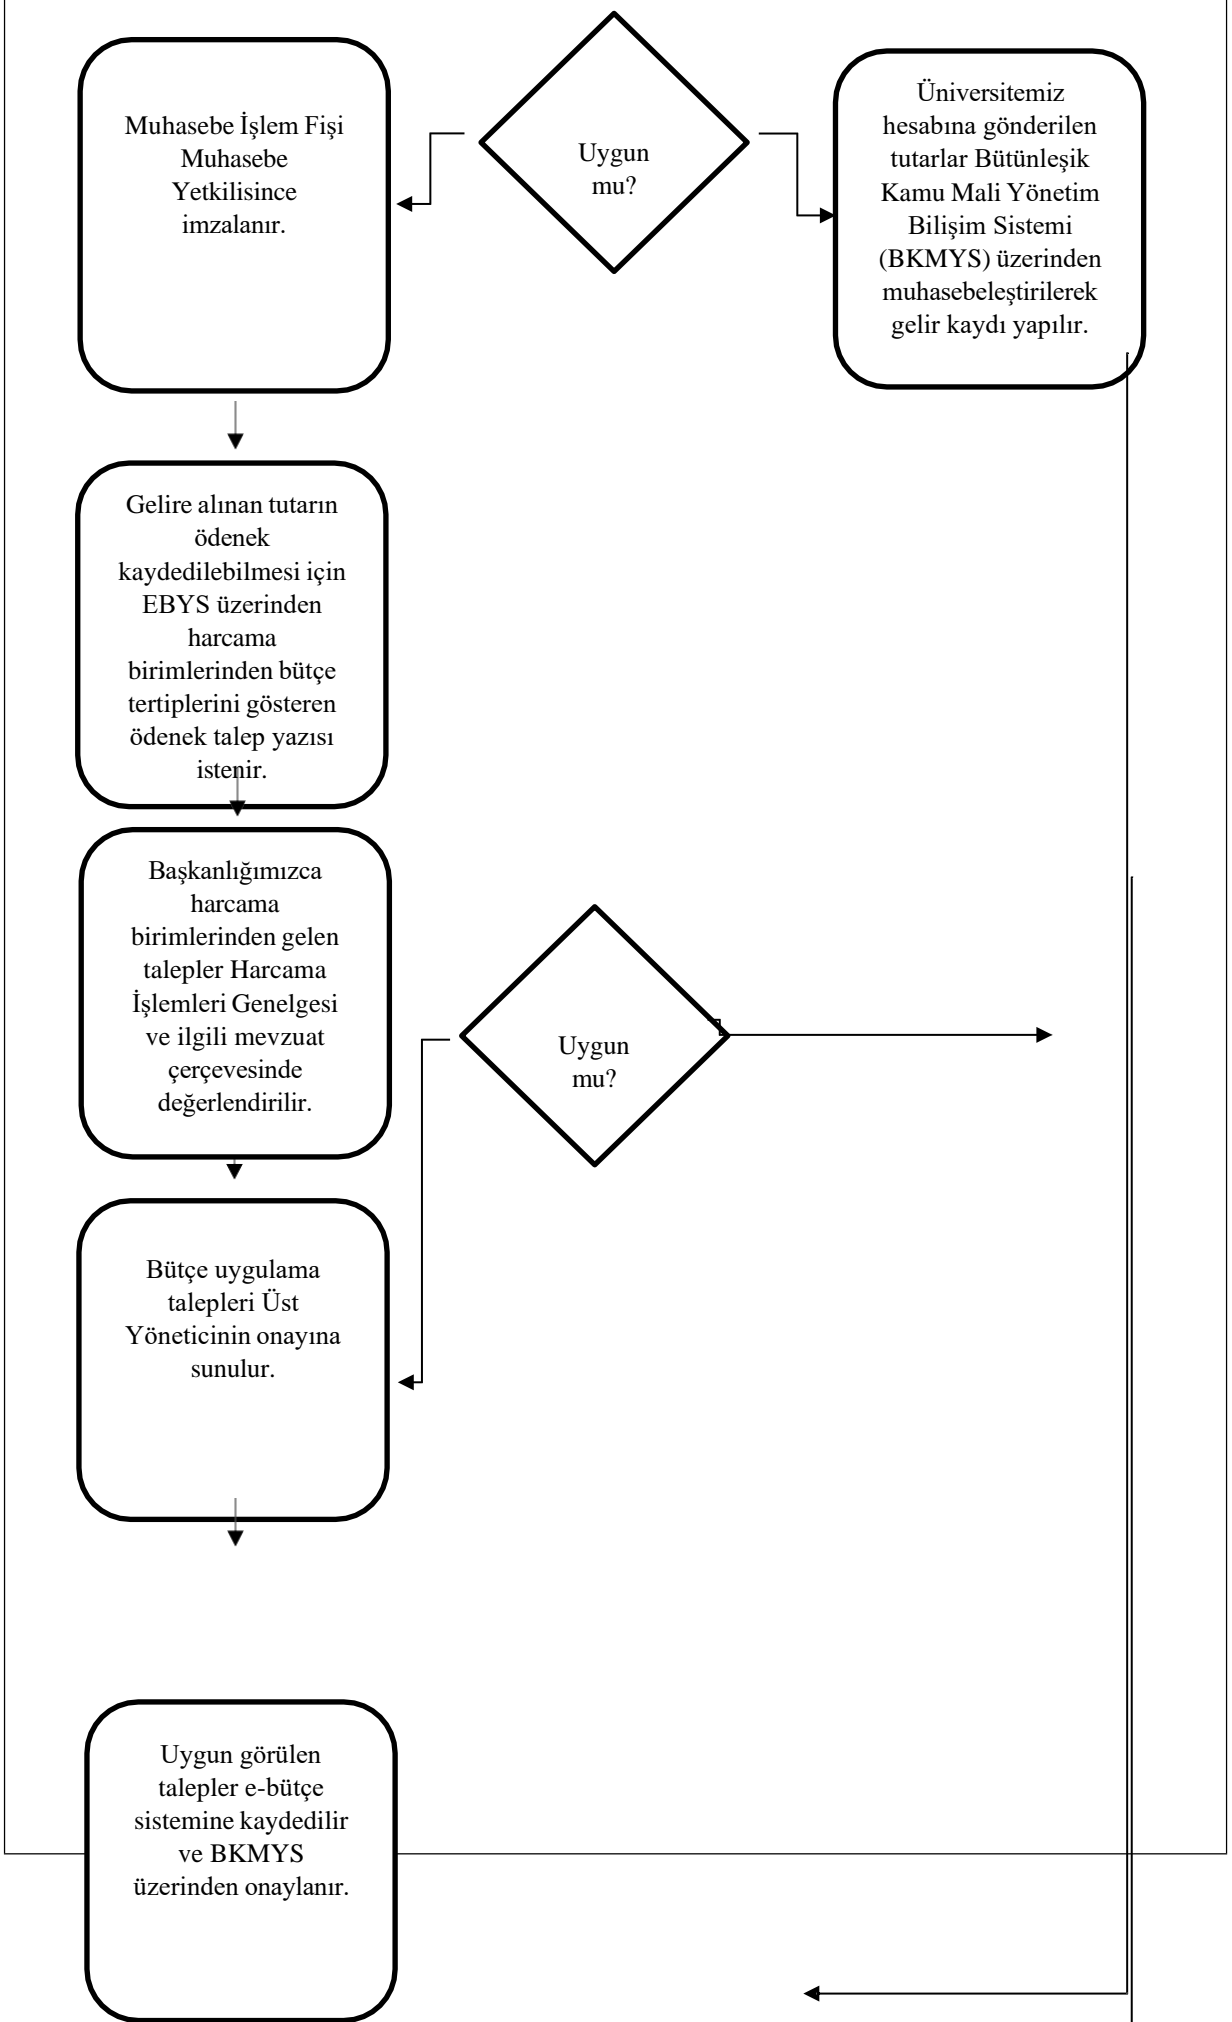 Muhasebe İşlem Fişi
Muhasebe
Yetkilisince
imzalanır.
Uygun
mu?
Üniversitemiz
hesabına gönderilen
tutarlar Bütünleşik
Kamu Mali Yönetim
Bilişim Sistemi
(BKMYS) üzerinden
muhasebeleştirilerek
gelir kaydı yapılır.
Gelire alınan tutarın
ödenek
kaydedilebilmesi için
EBYS üzerinden
harcama
birimlerinden bütçe
tertiplerini gösteren
ödenek talep yazısı
istenir.
Başkanlığımızca
harcama
birimlerinden gelen
talepler Harcama
İşlemleri Genelgesi
ve ilgili mevzuat
çerçevesinde
değerlendirilir.
Uygun
mu?
Bütçe uygulama
talepleri Üst
Yöneticinin onayına
sunulur.
Uygun görülen
talepler e-bütçe
sistemine kaydedilir
ve BKMYS
üzerinden onaylanır.